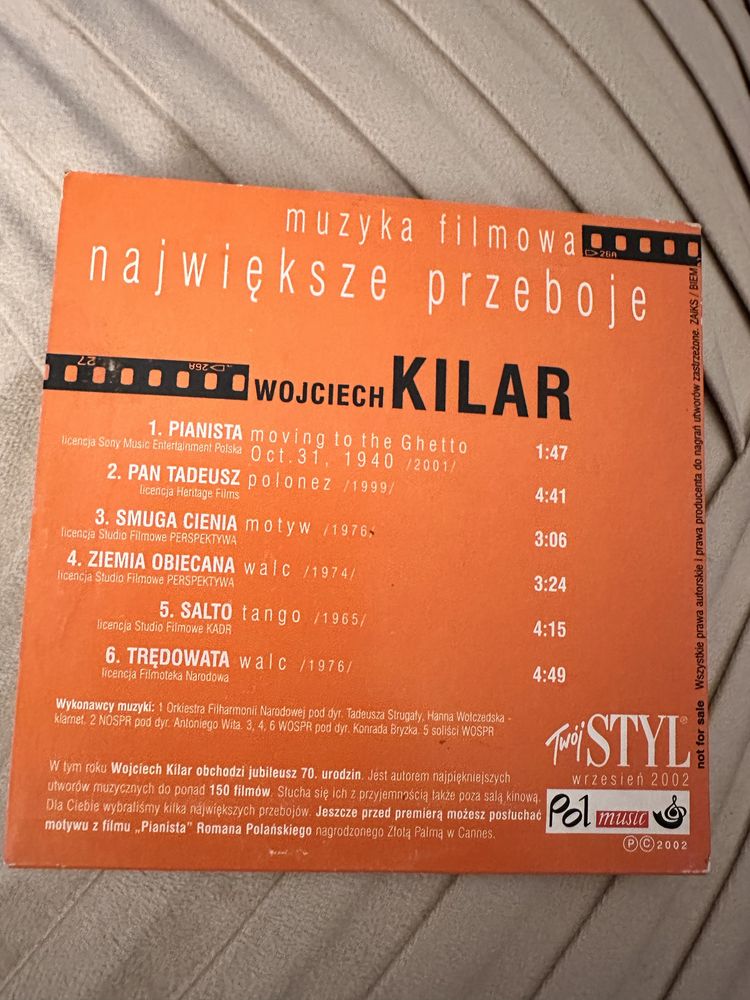 muzyka filmowa
26A
największe przeboje
27
26A
WOJCIECH KILAR
1. PIANISTA moving to the Ghetto
licencja Sony Music Entertainment Polska
Oct.31, 1940 /2001/
1:47
2. PAN TADEUSZ polonez /1999/
licencja Heritage Films
4:41
3. SMUGA CIENIA motyw /1976/
licencja Studio Filmowe PERSPEKTYWA
3:06
4. ZIEMIA OBIECANA walc /1974/
licencja Studio Filmowe PERSPEKTYWA
3:24
5. SALTO tango /1965/
licencja Studio Filmowe KADR
4:15
6. TRĘDOWATA walc /1976/
licencja Filmoteka Narodowa
4:49
Wykonawcy muzyki: 1 Orkiestra Filharmonii Narodowej pod dyr. Tadeusza Strugały, Hanna Wołczedska -
klarnet. 2 NOSPR pod dyr. Antoniego Wita. 3, 4, 6 WOSPR pod dyr. Konrada Bryzka. 5 soliści WOSPR
W tym roku Wojciech Kilar obchodzi jubileusz 70. urodzin. Jest autorem najpiękniejszych
utworów muzycznych do ponad 150 filmów. Słucha się ich z przyjemnością także poza salą kinową.
Dla Ciebie wybraliśmy kilka największych przebojów. Jeszcze przed premierą możesz posłuchać
motywu z filmu „Pianista” Romana Polańskiego nagrodzonego Złotą Palmą w Cannes.
Twój STYL®
wrzesień 2002
Pol music
Ⓟ©2002
not for sale Wszystkie prawa autorskie i prawa producenta do nagrań utworów zastrzeżone. ZAiKS / BIEM